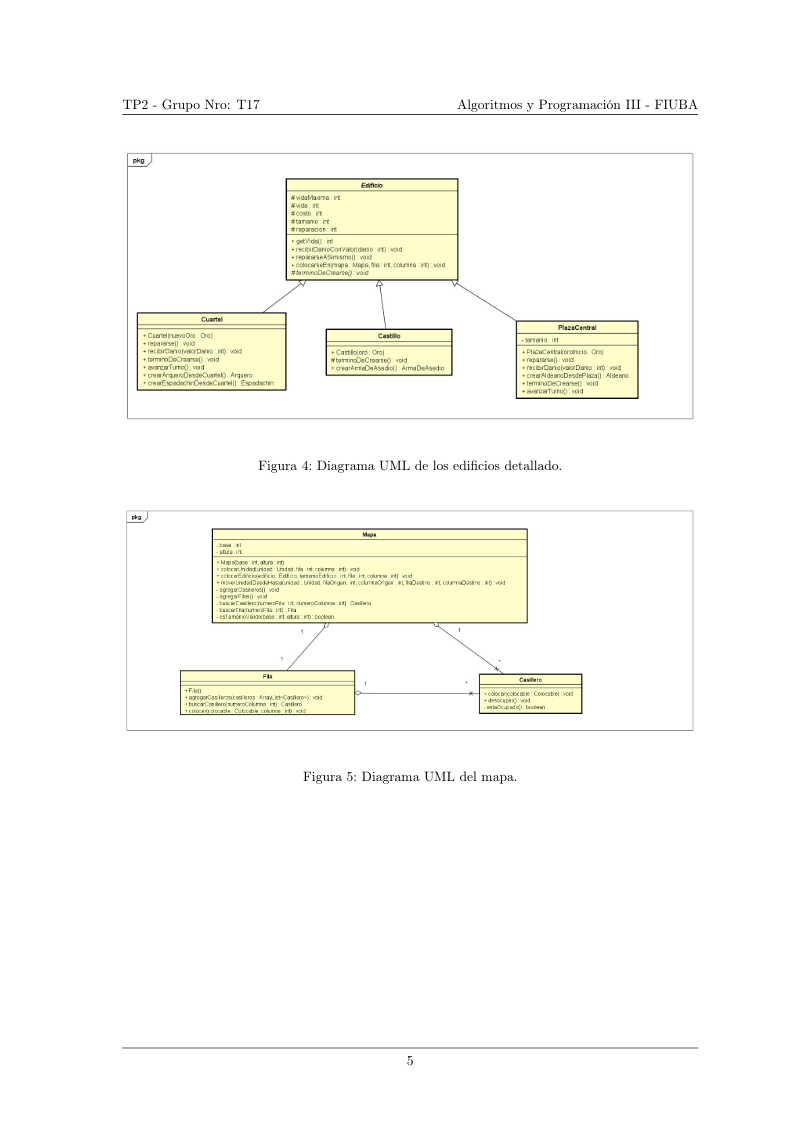 TP2 - Grupo Nro: T17
Algoritmos y Programación III - FIUBA
pkg
Edificio
# vidaMaxima : int
# vida : int
# costo : int
# tamanio : int
# reparacion : int
+ getVida() : int
+ recibirDanioConValor(danio : int) : void
+ repararseASimismo() : void
+ colocarseEn(mapa : Mapa, fila : int, columna : int) : void
# terminoDeCrearse() : void
Cuartel
+ Cuartel(nuevoOro : Oro)
+ repararse() : void
+ recibirDanio(valorDanio : int) : void
+ terminoDeCrearse() : void
+ avanzarTurno() : void
+ crearArqueroDesdeCuartel() : Arquero
+ crearEspadachinDesdeCuartel() : Espadachin
Castillo
+ Castillo(oro : Oro)
# terminoDeCrearse() : void
+ crearArmaDeAsedio() : ArmaDeAsedio
PlazaCentral
- tamanio : int
+ PlazaCentral(oroInicio : Oro)
+ repararse() : void
+ recibirDanio(valorDanio : int) : void
+ crearAldeanoDesdePlaza() : Aldeano
+ terminoDeCrearse() : void
+ avanzarTurno() : void
Figura 4: Diagrama UML de los edificios detallado.
pkg
Mapa
- base : int
- altura : int
+ Mapa(base : int, altura : int)
+ colocarUnidad(unidad : Unidad, fila : int, columna : int) : void
+ colocarEdificio(edificio : Edificio, tamanioEdificio : int, fila : int, columna : int) : void
+ moverUnidadDesdeHasta(unidad : Unidad, filaOrigen : int, columnaOrigen : int, filaDestino : int, columnaDestino : int) : void
- agregarCasilleros() : void
- agregarFilas() : void
- buscarCasillero(numeroFila : int, numeroColumna : int) : Casillero
- buscarFila(numeroFila : int) : Fila
- esTamanioValido(base : int, altura : int) : boolean
1
1
1
*
Fila
+ Fila()
+ agregarCasilleros(casilleros : ArrayList<Casillero>) : void
+ buscarCasillero(numeroColumna : int) : Casillero
+ colocar(colocable : Colocable, columna : int) : void
1
*
Casillero
+ colocar(colocable : Colocable) : void
+ desocupar() : void
- estaOcupado() : boolean
Figura 5: Diagrama UML del mapa.
5